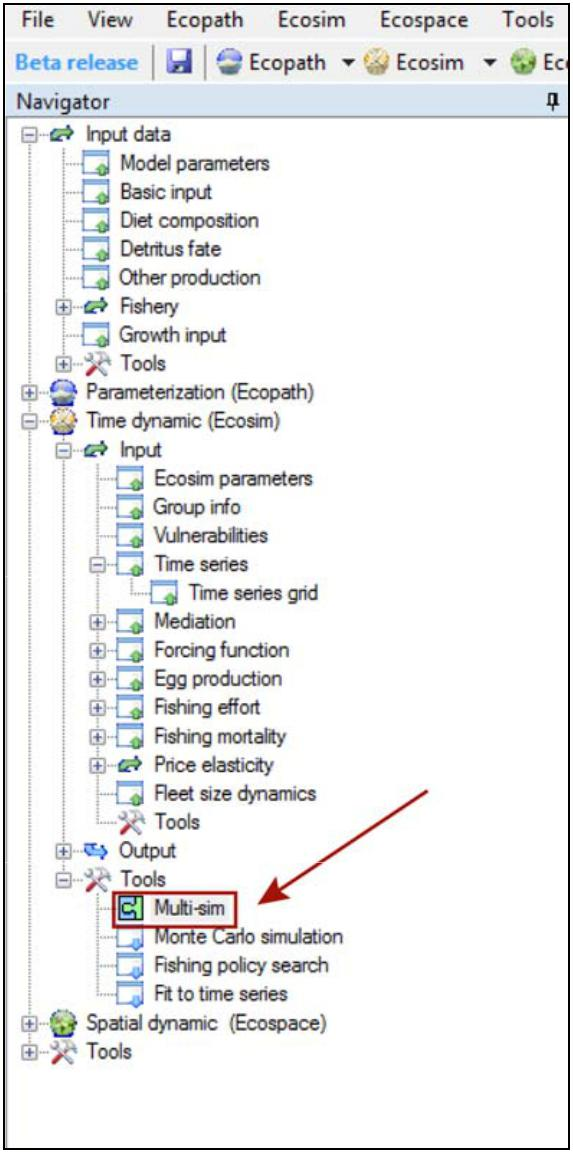 File View Ecopath Ecosim Ecospace Tools
Beta release Ecopath Ecosim Ec
Navigator
Input data
Model parameters
Basic input
Diet composition
Detritus fate
Other production
Fishery
Growth input
Tools
Parameterization (Ecopath)
Time dynamic (Ecosim)
Input
Ecosim parameters
Group info
Vulnerabilities
Time series
Time series grid
Mediation
Forcing function
Egg production
Fishing effort
Fishing mortality
Price elasticity
Fleet size dynamics
Tools
Output
Tools
Multi-sim
Monte Carlo simulation
Fishing policy search
Fit to time series
Spatial dynamic (Ecospace)
Tools